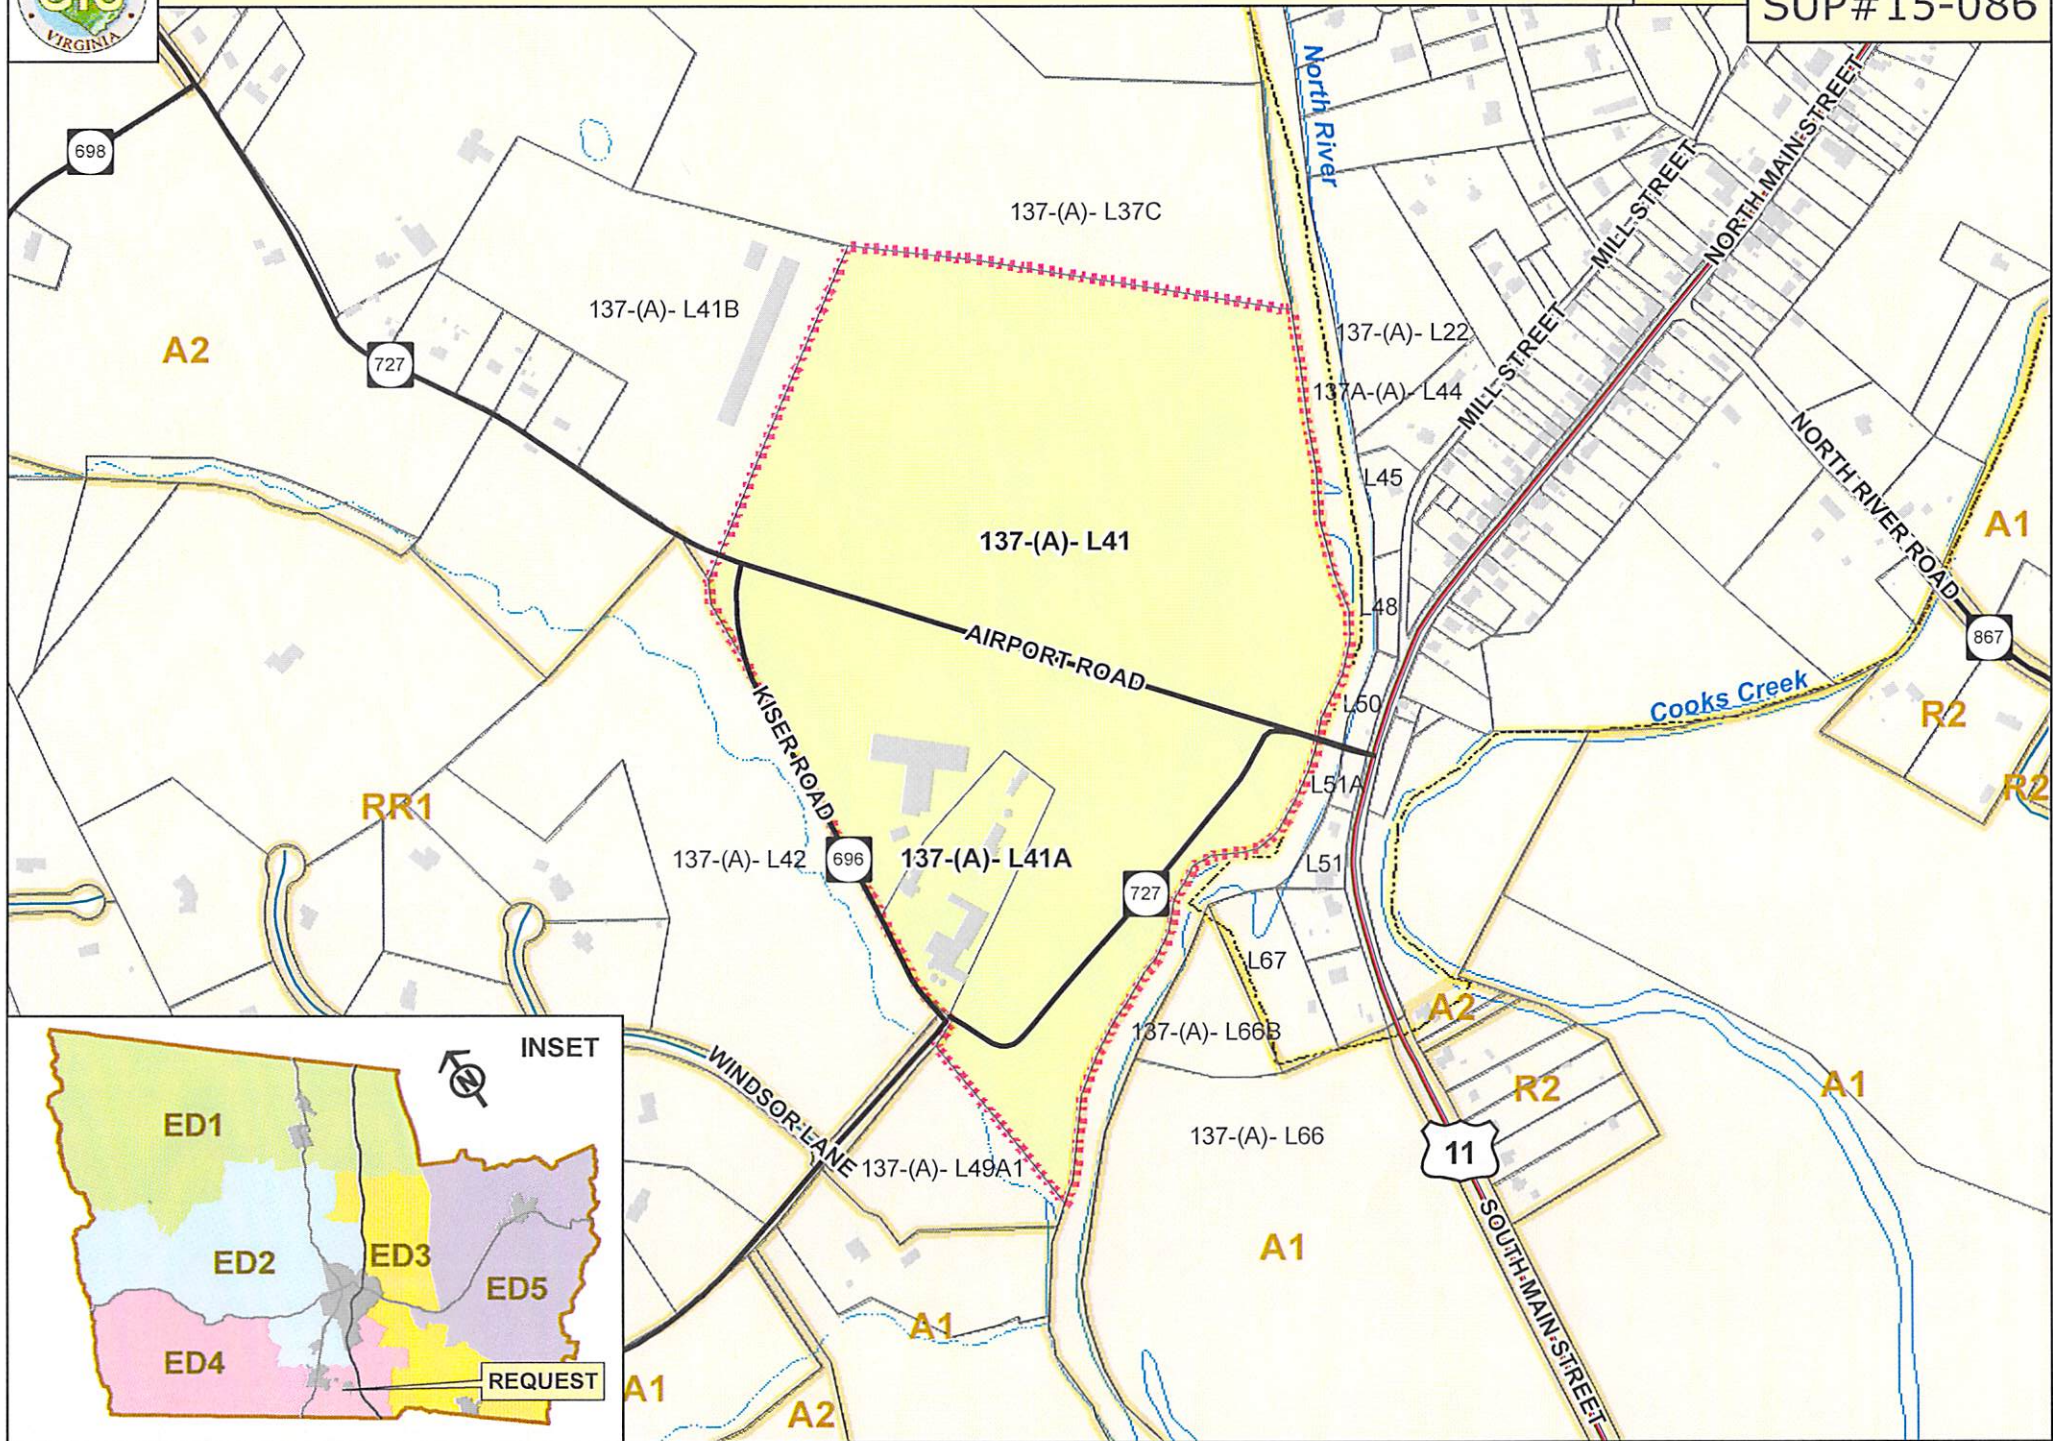 VIRGINIA
SUP#15-086
698
North River
137-(A)- L37C
MILL STREET
NORTH MAIN STREET
137-(A)- L41B
A2
727
137-(A)- L22
137A-(A)- L44
MILL STREET
NORTH RIVER ROAD
L45
A1
137-(A)- L41
L48
867
AIRPORT ROAD
KISER ROAD
L50
Cooks Creek
R2
L51A
R2
RR1
137-(A)- L42
696
137-(A)- L41A
L51
727
L67
A2
137-(A)- L66B
WINDSOR LANE
R2
A1
137-(A)- L66
11
137-(A)- L49A1
SOUTH MAIN STREET
A1
A1
A1
A2
INSET
N
ED1
ED2
ED3
ED5
ED4
REQUEST